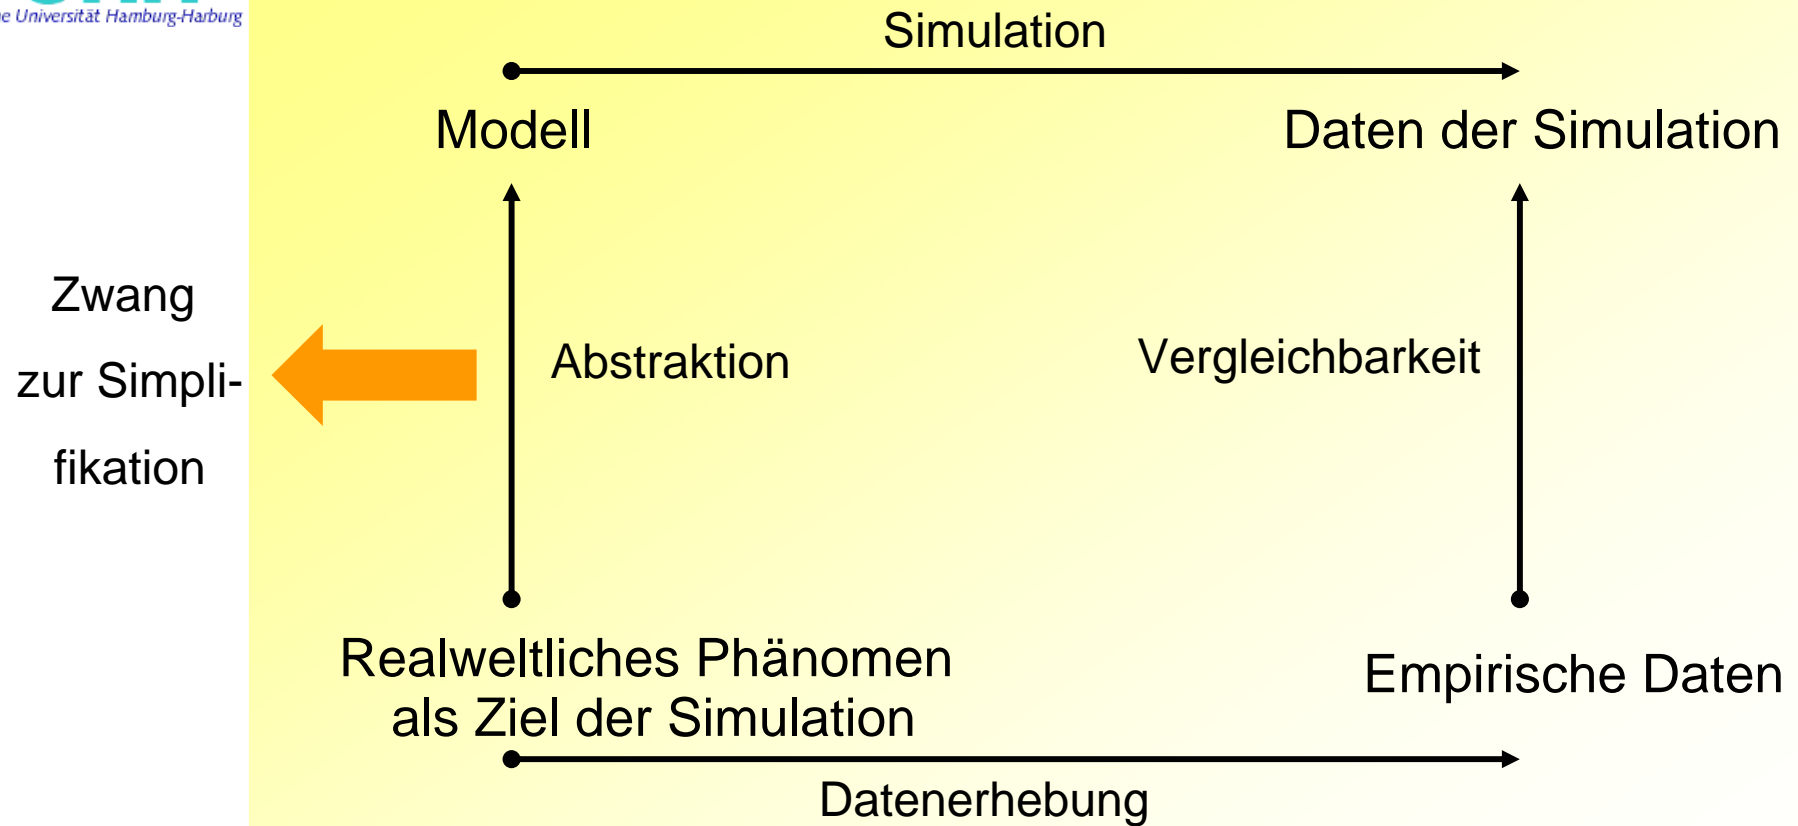 Universität Hamburg-Harburg
Simulation
Modell
Daten der Simulation
Zwang
zur Simpli-
fikation
Abstraktion
Vergleichbarkeit
Realweltliches Phänomen
als Ziel der Simulation
Empirische Daten
Datenerhebung